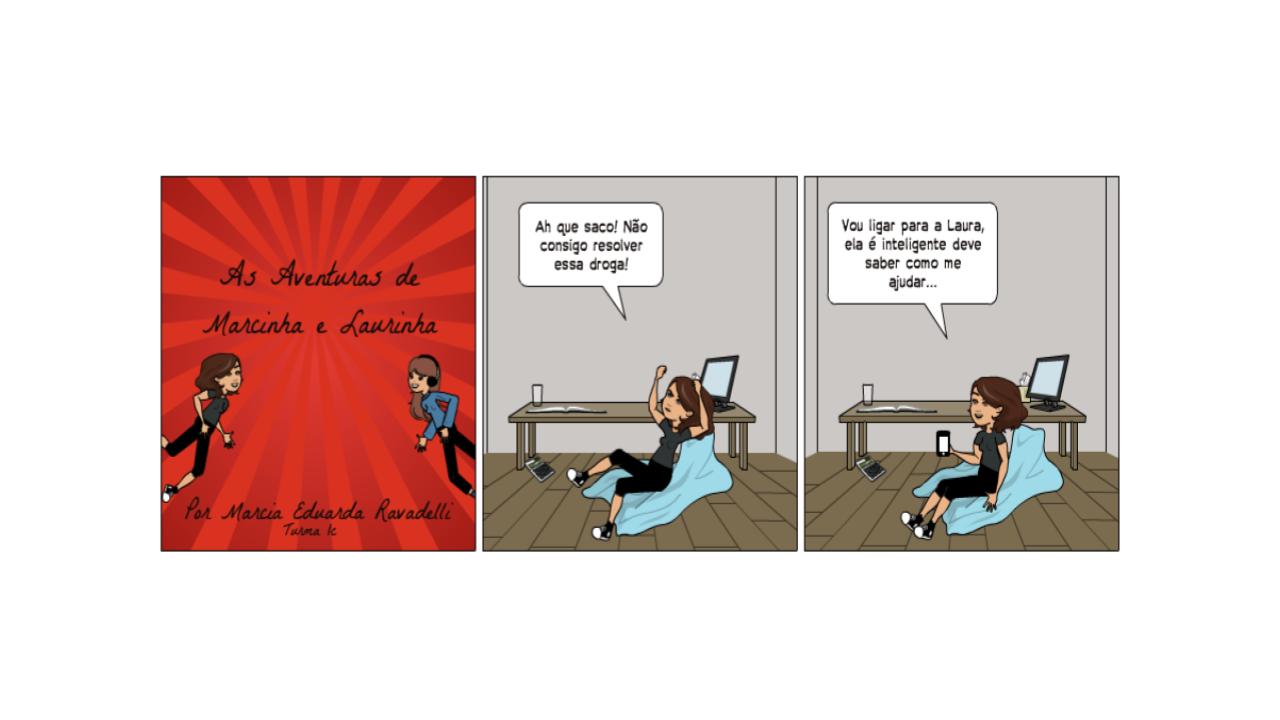 As Aventuras de
Marcinha e Laurinha
Por Marcia Eduarda Ravadelli
Turma 1c
Ah que saco! Não
consigo resolver
essa droga!
Vou ligar para a Laura,
ela é inteligente deve
saber como me
ajudar...